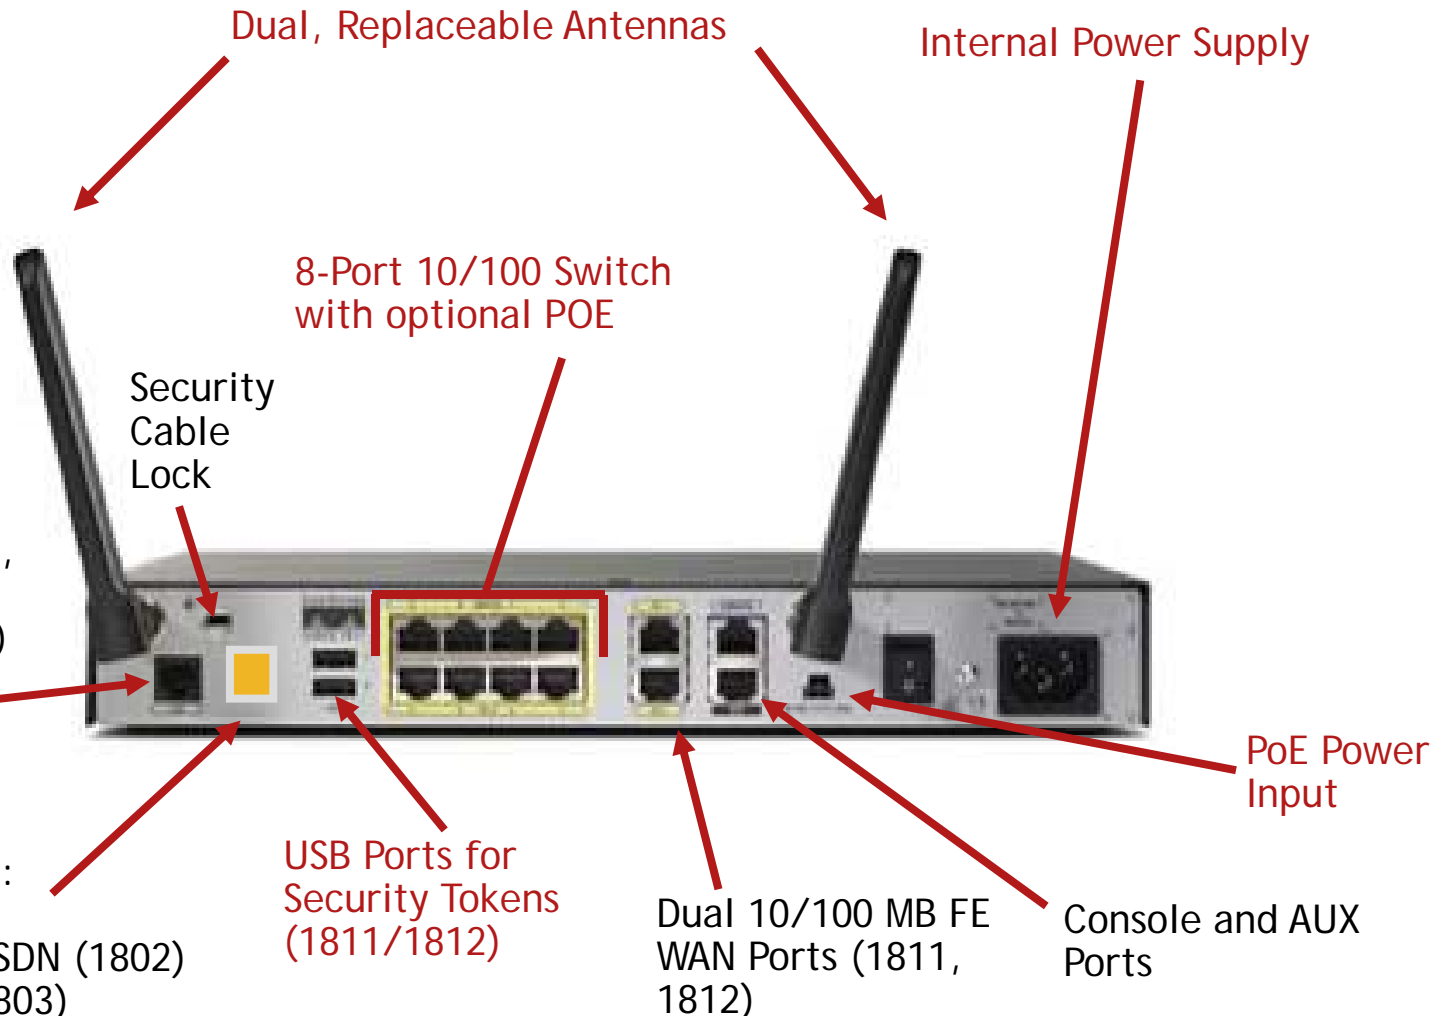 Dual, Replaceable Antennas
Internal Power Supply
8-Port 10/100 Switch
with optional POE
Security
Cable
Lock
,
)
PoE Power
Input
:
USB Ports for
Security Tokens
(1811/1812)
SDN (1802)
803)
Dual 10/100 MB FE
WAN Ports (1811,
1812)
Console and AUX
Ports